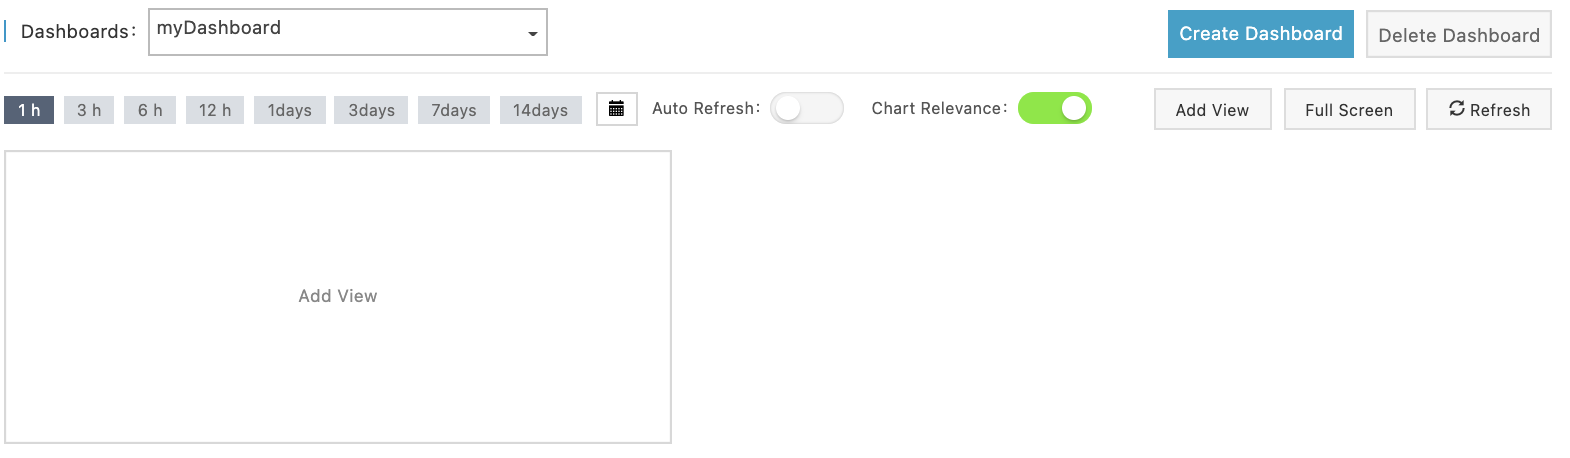 Dashboards: myDashboard Create Dashboard Delete Dashboard
1 h 3 h 6 h 12 h 1days 3days 7days 14days Auto Refresh: Chart Relevance: Add View Full Screen Refresh
Add View